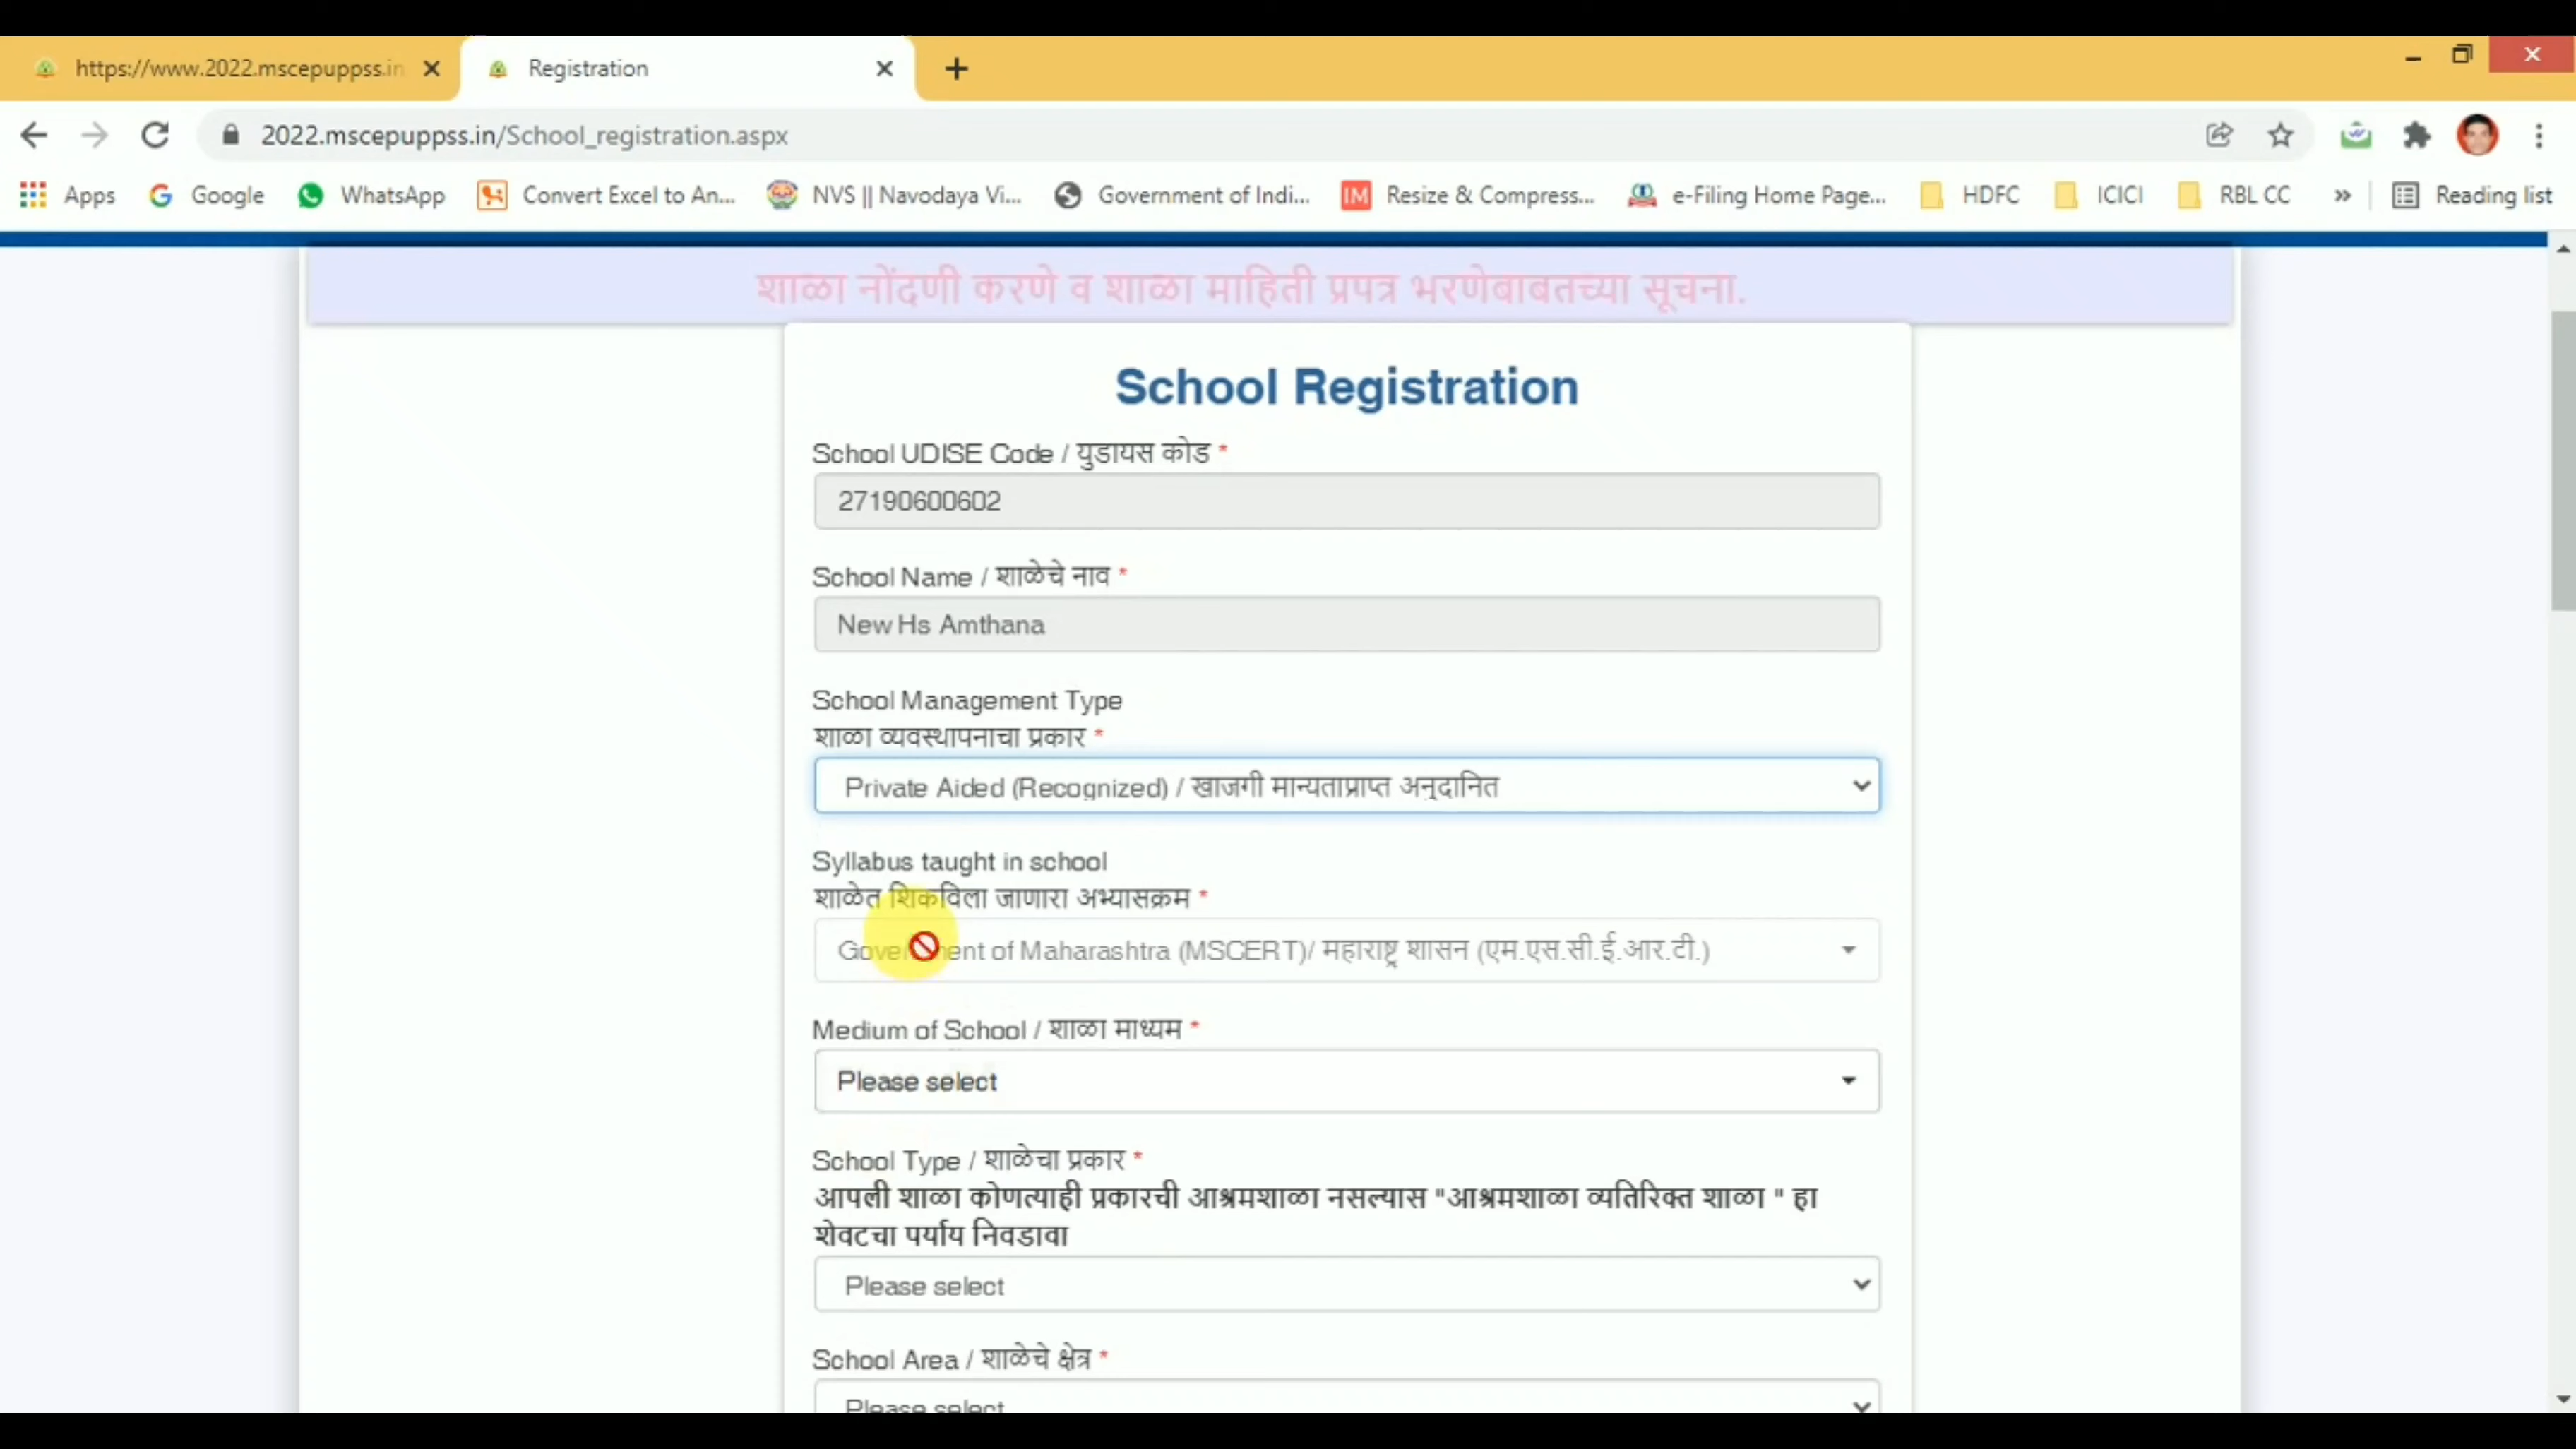 https://www.2022.mscepuppss.in
Registration
2022.mscepuppss.in/School_registration.aspx
Apps Google WhatsApp Convert Excel to An... NVS || Navodaya Vi... Government of Indi... IM Resize & Compress... e-Filing Home Page... HDFC ICICI RBL CC » Reading list
शाळा नोंदणी करणे व शाळा माहिती प्रपत्र भरणेबाबतच्या सूचना.
School Registration
School UDISE Code / युडायस कोड *
27190600602
School Name / शाळेचे नाव *
New Hs Amthana
School Management Type
शाळा व्यवस्थापनाचा प्रकार *
Private Aided (Recognized) / खाजगी मान्यताप्राप्त अनुदानित
Syllabus taught in school
शाळेत शिकविला जाणारा अभ्यासक्रम *
Government of Maharashtra (MSCERT)/ महाराष्ट्र शासन (एम.एस.सी.ई.आर.टी.)
Medium of School / शाळा माध्यम *
Please select
School Type / शाळेचा प्रकार *
आपली शाळा कोणत्याही प्रकारची आश्रमशाळा नसल्यास "आश्रमशाळा व्यतिरिक्त शाळा " हा
शेवटचा पर्याय निवडावा
Please select
School Area / शाळेचे क्षेत्र *
Please select